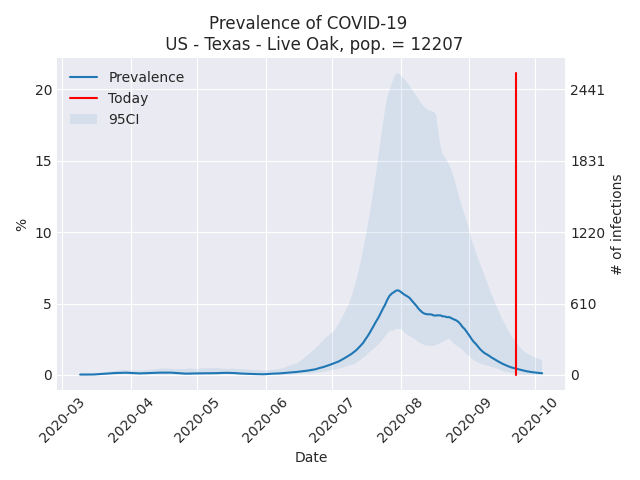 Prevalence of COVID-19
US - Texas - Live Oak, pop. = 12207
Prevalence
Today
95CI
20
15
10
5
0
%
2441
1831
1220
610
0
# of infections
2020-03
2020-04
2020-05
2020-06
2020-07
2020-08
2020-09
2020-10
Date